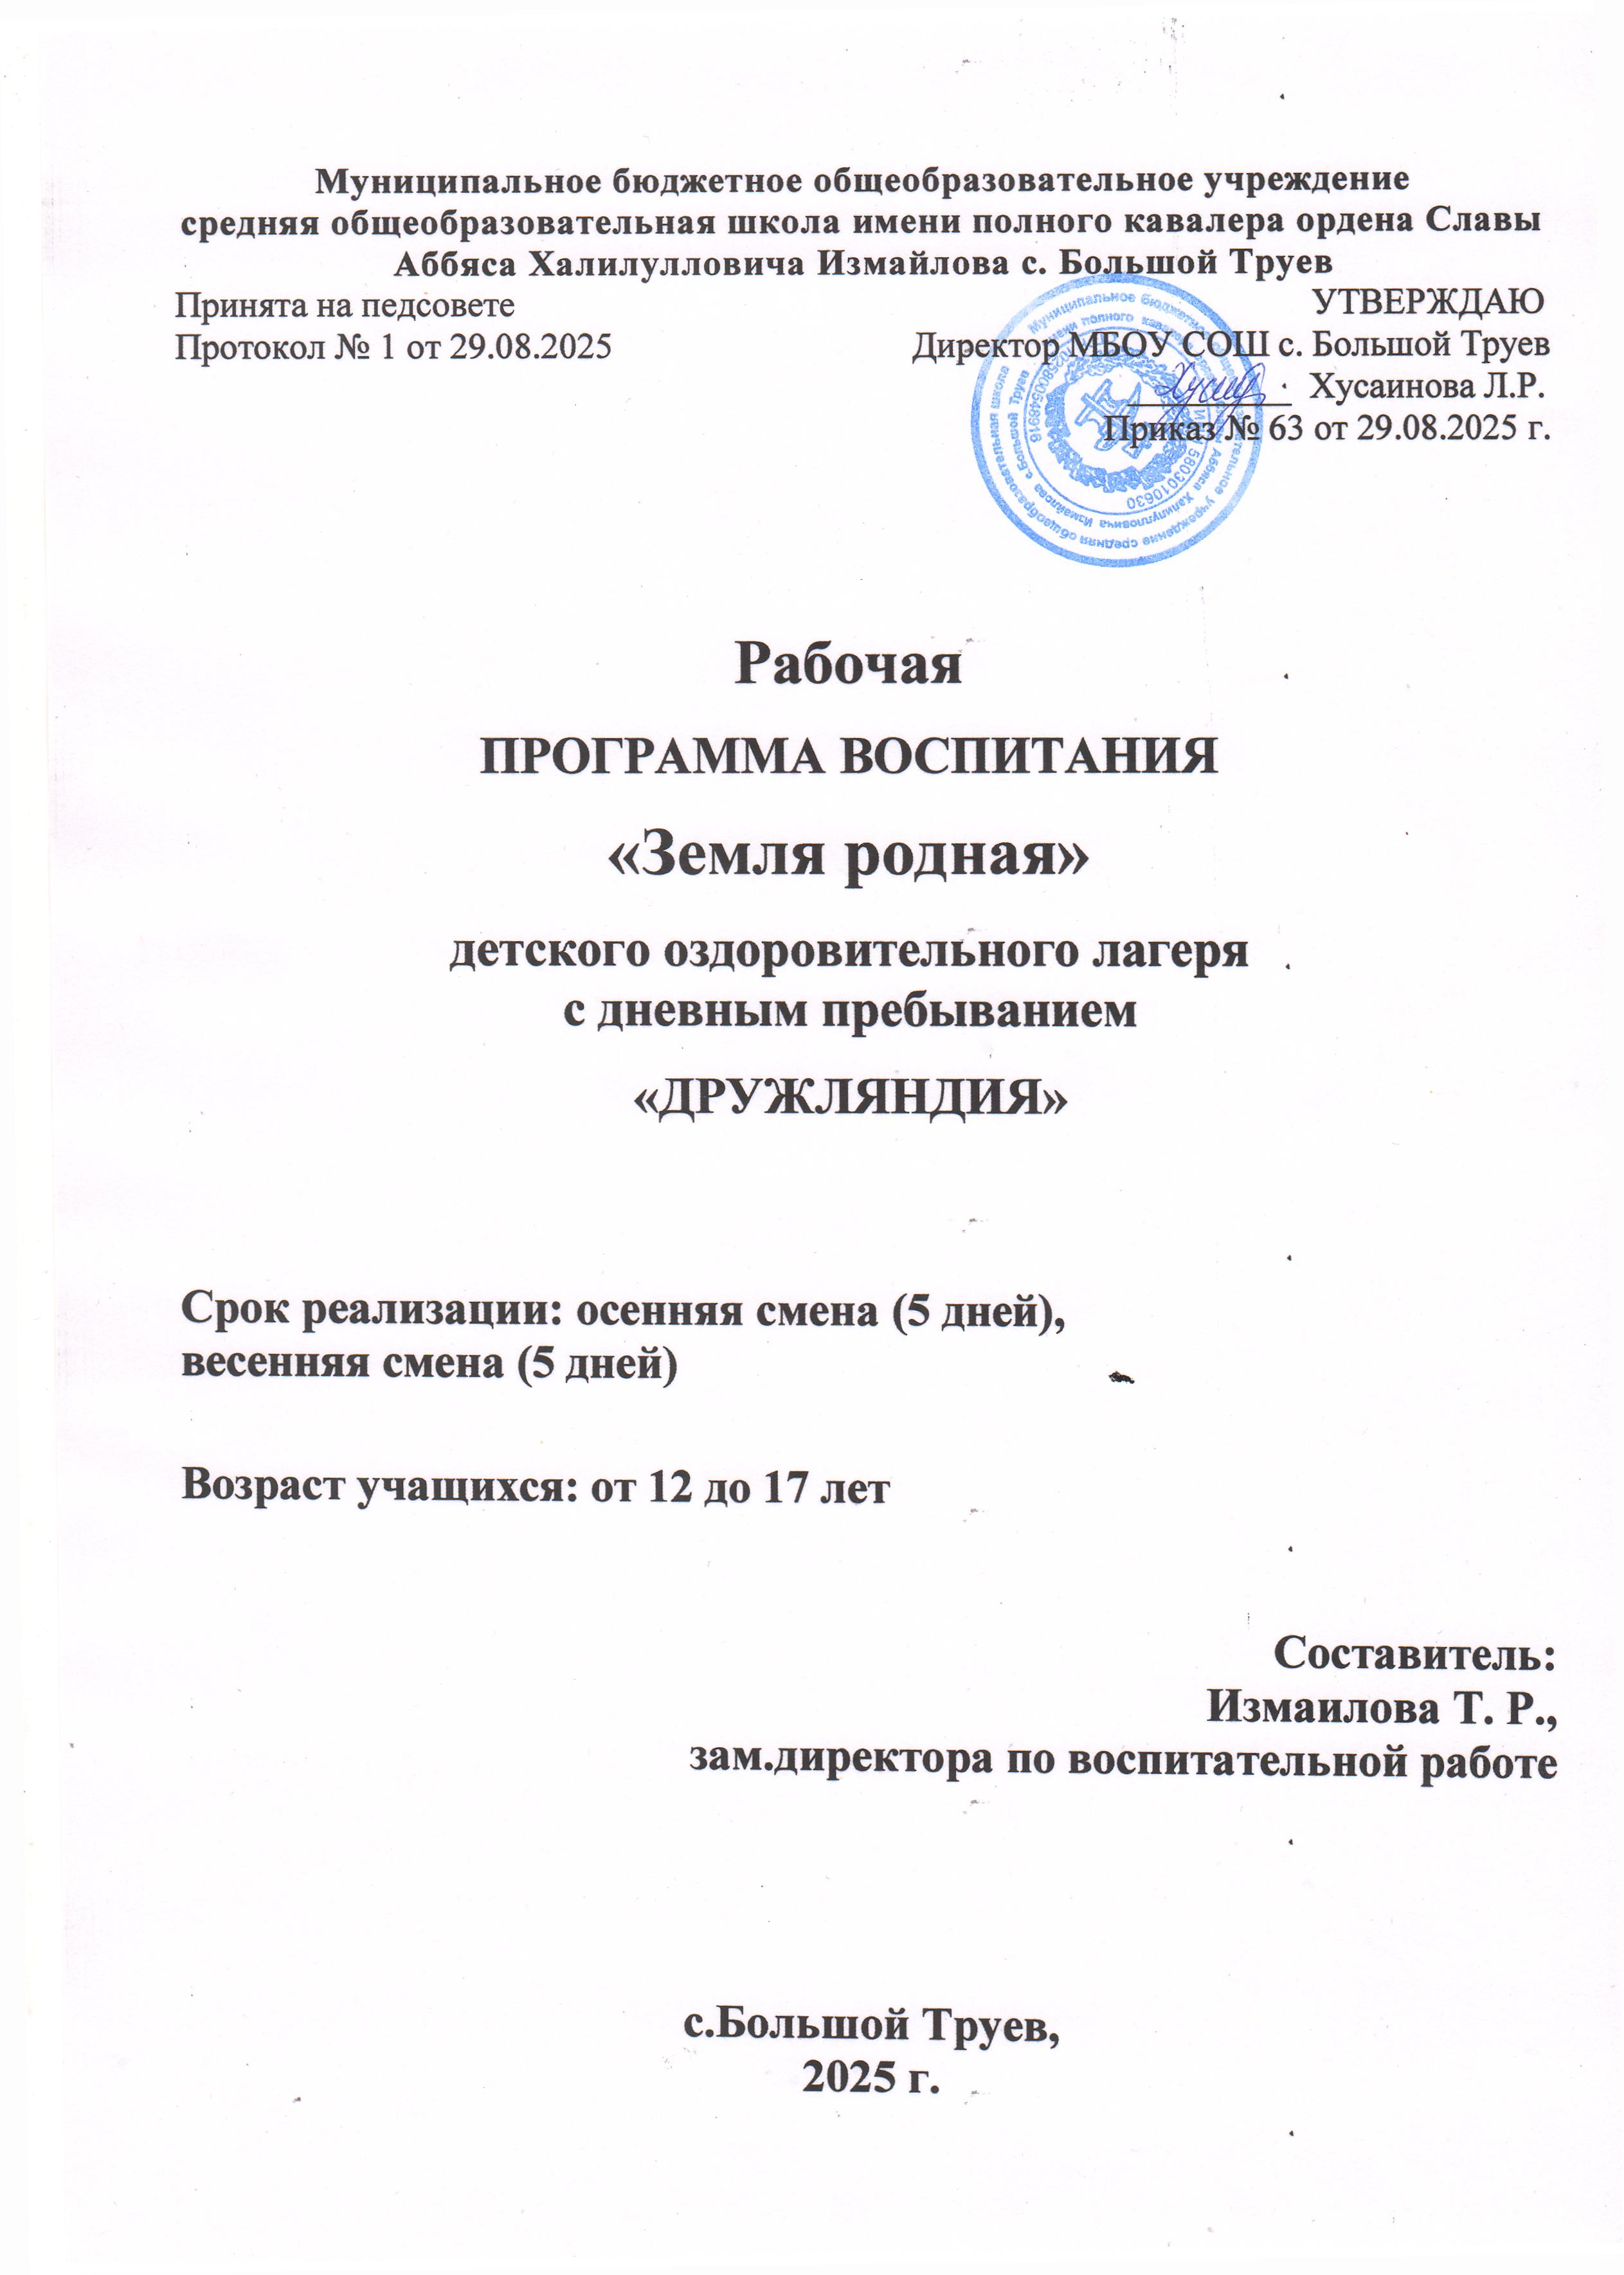 Муниципальное бюджетное общеобразовательное учреждение
средняя общеобразовательная школа имени полного кавалера ордена Славы
Аббяса Халилулловича Измайлова с. Большой Труев
Принята на педсовете УТВЕРЖДАЮ
Протокол № 1 от 29.08.2025 Директор МБОУ СОШ с. Большой Труев
Хусаинова Л.Р.
Приказ № 63 от 29.08.2025 г.
Рабочая
ПРОГРАММА ВОСПИТАНИЯ
«Земля родная»
детского оздоровительного лагеря
с дневным пребыванием
«ДРУЖЛЯНДИЯ»
Срок реализации: осенняя смена (5 дней),
весенняя смена (5 дней)
Возраст учащихся: от 12 до 17 лет
Составитель:
Измаилова Т. Р.,
зам.директора по воспитательной работе
с.Большой Труев,
2025 г.